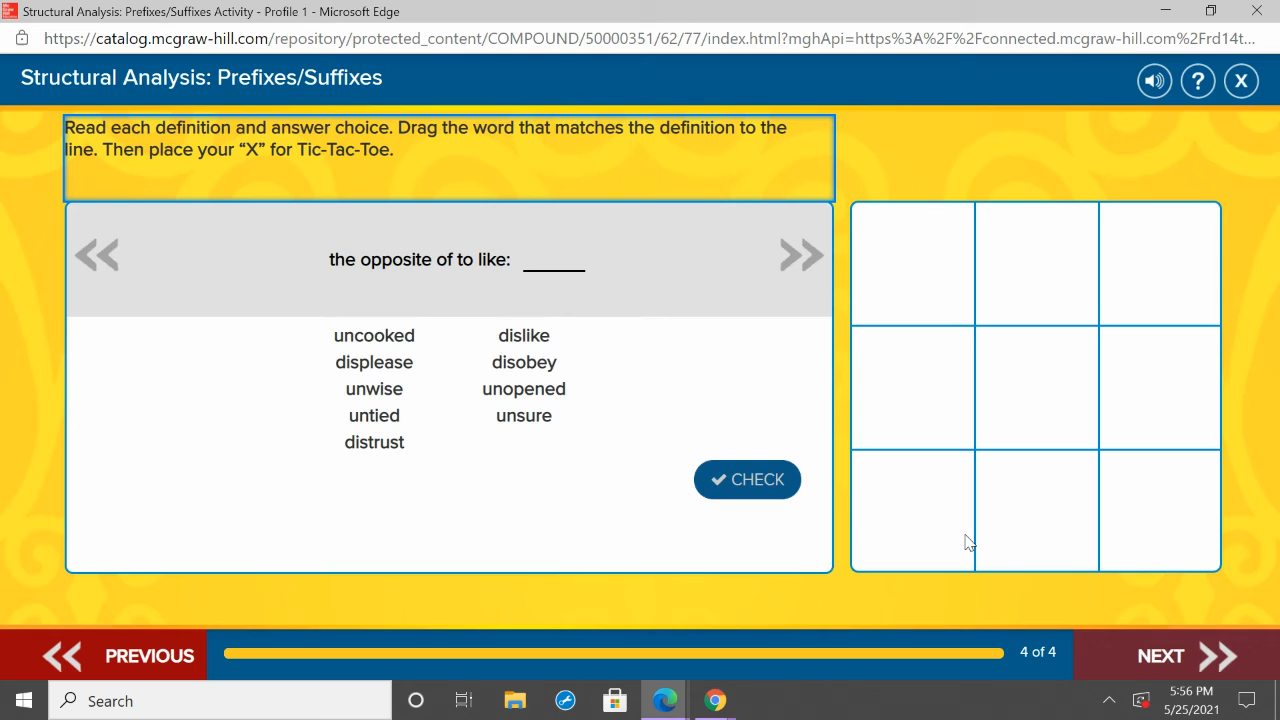 Structural Analysis: Prefixes/Suffixes Activity - Profile 1 - Microsoft Edge
https://catalog.mcgraw-hill.com/repository/protected_content/COMPOUND/50000351/62/77/index.html?mghApi=https%3A%2F%2Fconnected.mcgraw-hill.com%2Frd14t...
Structural Analysis: Prefixes/Suffixes
? X
Read each definition and answer choice. Drag the word that matches the definition to the
line. Then place your “X” for Tic-Tac-Toe.
the opposite of to like: ______
uncooked dislike
displease disobey
unwise unopened
untied unsure
distrust
CHECK
PREVIOUS
4 of 4
NEXT
Search
5:56 PM
5/25/2021